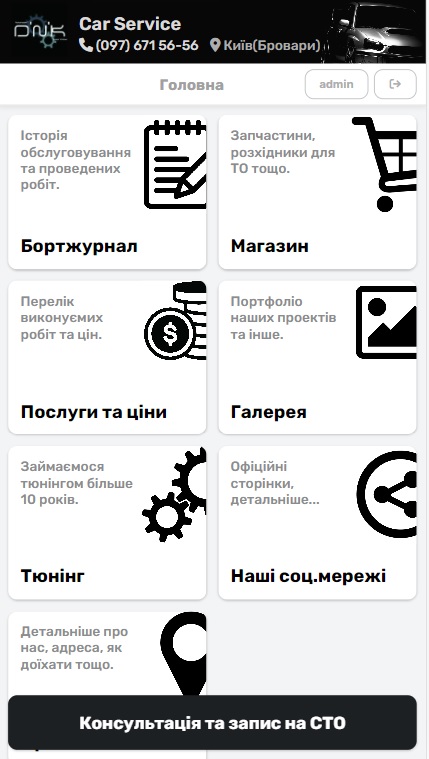 DNK
Car Service
(097) 671 56-56 Київ(Бровари)
Головна
admin
Історія
обслуговування
та проведених
робіт.
Бортжурнал
Запчастини,
розхідники для
ТО тощо.
Магазин
Перелік
виконуємих
робіт та цін.
Послуги та ціни
Портфоліо
наших проектів
та інше.
Галерея
Займаємося
тюнінгом більше
10 років.
Тюнінг
Офіційні
сторінки,
детальніше...
Наші соц.мережі
Детальніше про
нас, адреса, як
доїхати тощо.
Консультація та запис на СТО